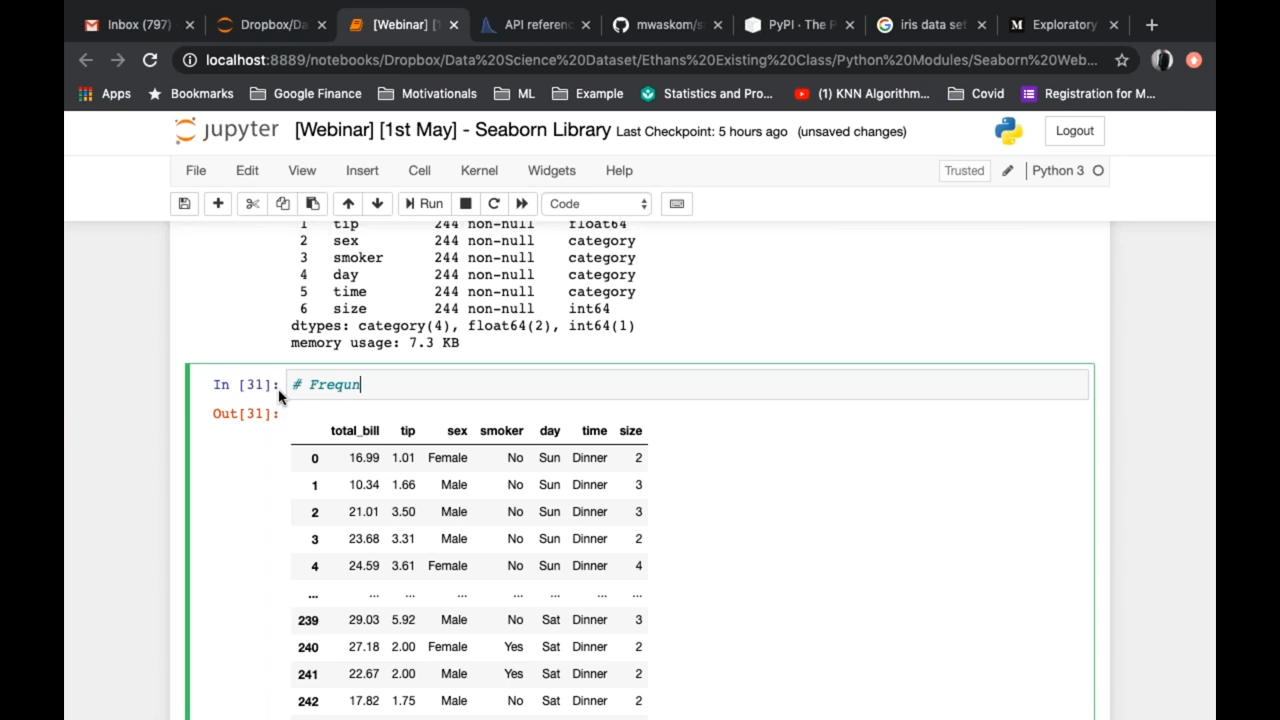 Inbox (797)
Dropbox/Da
[Webinar] [1
API referenc
mwaskom/s
PyPI · The P
iris data set
Exploratory
localhost:8889/notebooks/Dropbox/Data%20Science%20Dataset/Ethans%20Existing%20Class/Python%20Modules/Seaborn%20Web...
Apps Bookmarks Google Finance Motivationals ML Example Statistics and Pro... (1) KNN Algorithm... Covid Registration for M...
jupyter [Webinar] [1st May] - Seaborn Library Last Checkpoint: 5 hours ago (unsaved changes) Logout
File Edit View Insert Cell Kernel Widgets Help Trusted Python 3
Run Code
1 tip 244 non-null float64
2 sex 244 non-null category
3 smoker 244 non-null category
4 day 244 non-null category
5 time 244 non-null category
6 size 244 non-null int64
dtypes: category(4), float64(2), int64(1)
memory usage: 7.3 KB
In [31]: # Frequn
Out[31]:
total_bill tip sex smoker day time size
0 16.99 1.01 Female No Sun Dinner 2
1 10.34 1.66 Male No Sun Dinner 3
2 21.01 3.50 Male No Sun Dinner 3
3 23.68 3.31 Male No Sun Dinner 2
4 24.59 3.61 Female No Sun Dinner 4
... ... ... ... ... ... ... ...
239 29.03 5.92 Male No Sat Dinner 3
240 27.18 2.00 Female Yes Sat Dinner 2
241 22.67 2.00 Male Yes Sat Dinner 2
242 17.82 1.75 Male No Sat Dinner 2